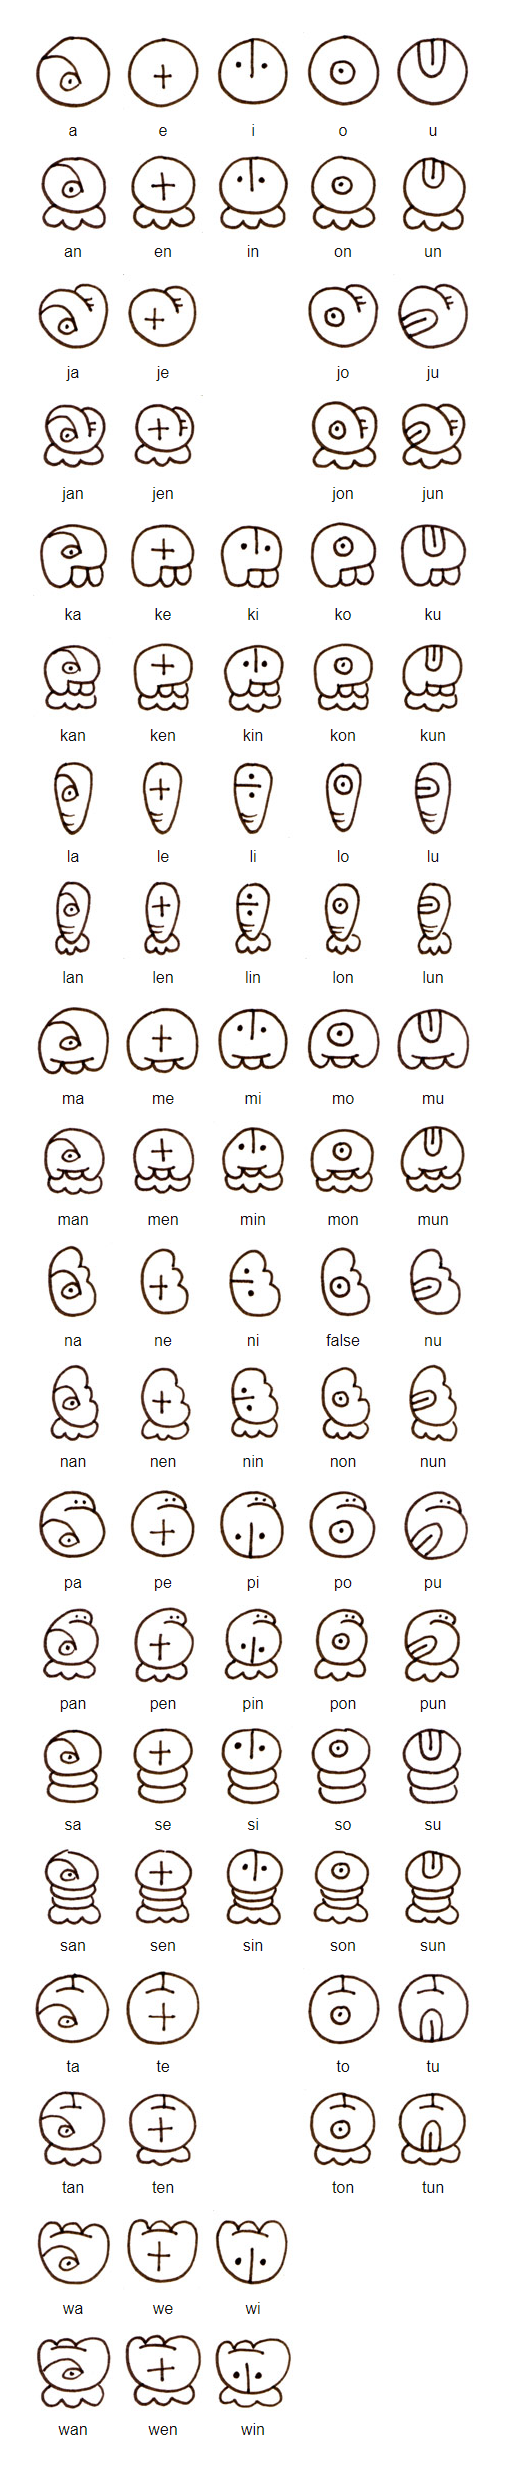 a e i o u
an en in on un
ja je jo ju
jan jen jon jun
ka ke ki ko ku
kan ken kin kon kun
la le li lo lu
lan len lin lon lun
ma me mi mo mu
man men min mon mun
na ne ni false nu
nan nen nin non nun
pa pe pi po pu
pan pen pin pon pun
sa se si so su
san sen sin son sun
ta te to tu
tan ten ton tun
wa we wi
wan wen win